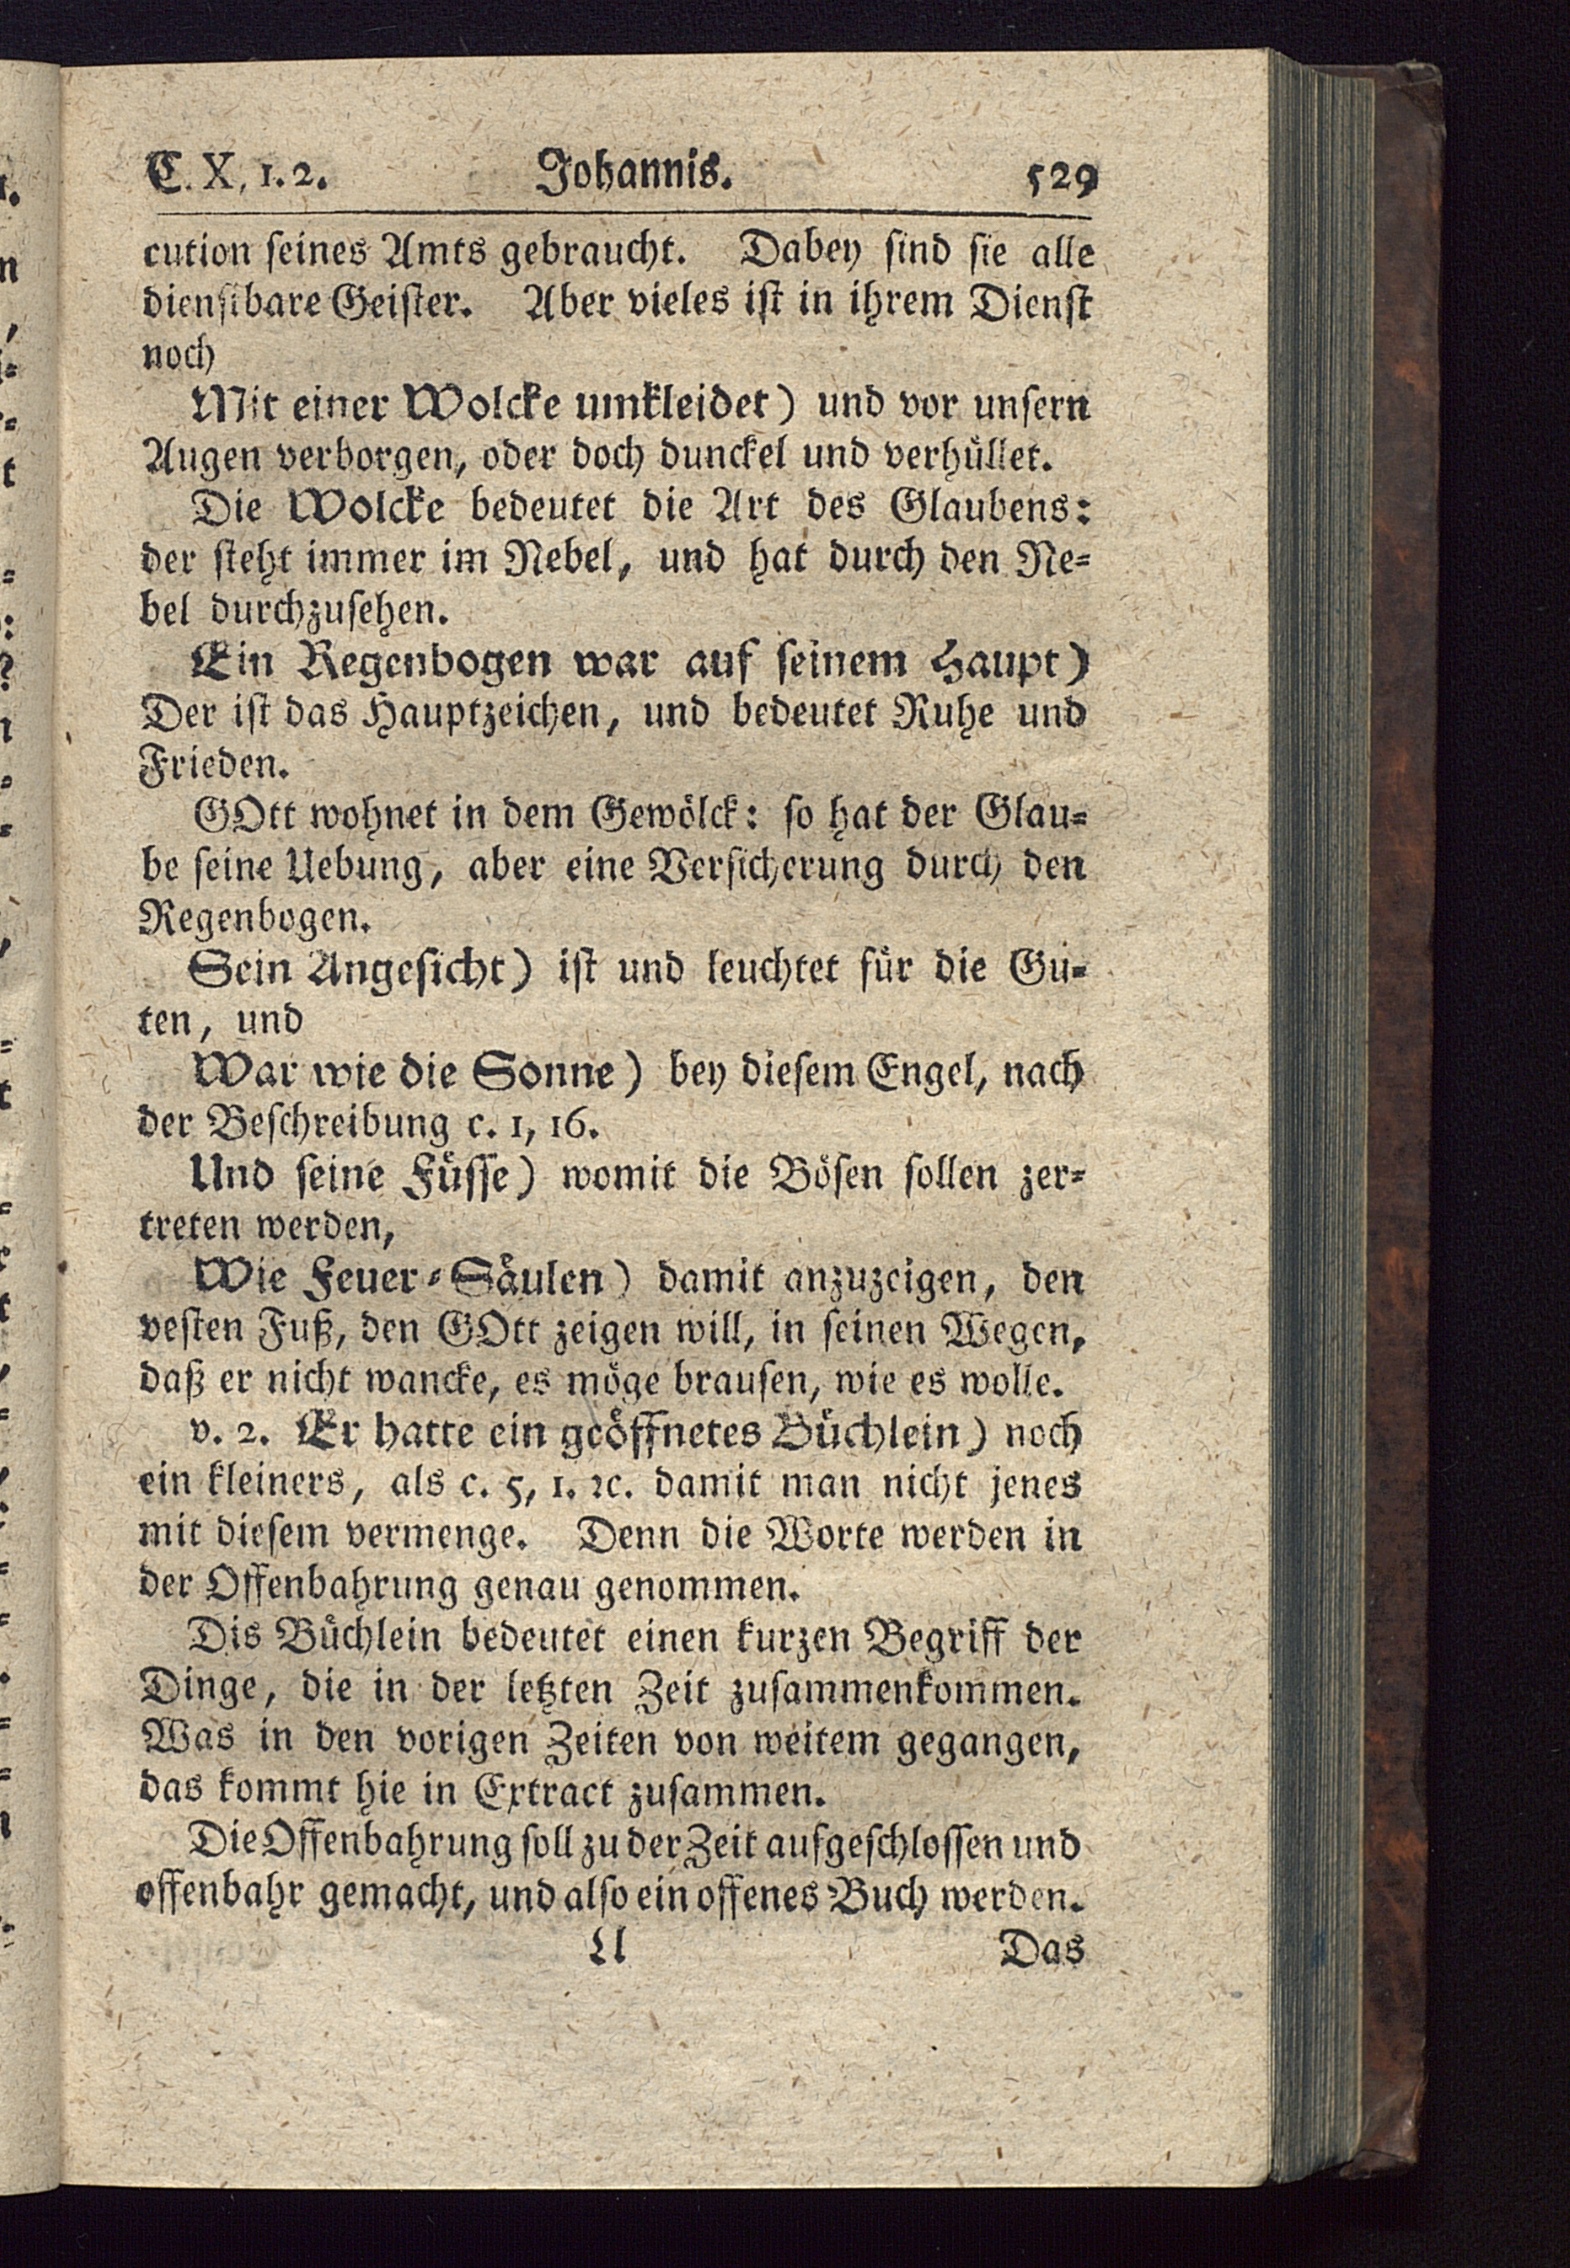 C. X, 1. 2. Johannis. 529
cution seines Amts gebraucht. Dabey sind sie alle
dienstbare Geister. Aber vieles ist in ihrem Dienst
noch
Mit einer Wolcke umkleidet) und vor unsern
Augen verborgen, oder doch dunckel und verhüllet.
Die Wolcke bedeutet die Art des Glaubens:
der steht immer im Nebel, und hat durch den Ne-
bel durchzusehen.
Ein Regenbogen war auf seinem Haupt)
Der ist das Hauptzeichen, und bedeutet Ruhe und
Frieden.
GOtt wohnet in dem Gewölck: so hat der Glau-
be seine Uebung, aber eine Versicherung durch den
Regenbogen.
Sein Angesicht) ist und leuchtet für die Gu-
ten, und
War wie die Sonne) bey diesem Engel, nach
der Beschreibung c. 1, 16.
Und seine Füsse) womit die Bösen sollen zer-
treten werden,
Wie Feuer-Säulen) damit anzuzeigen, den
vesten Fuß, den GOtt zeigen will, in seinen Wegen,
daß er nicht wancke, es möge brausen, wie es wolle.
v. 2. Er hatte ein geöffnetes Büchlein) noch
ein kleiners, als c. 5, 1. ꝛc. damit man nicht jenes
mit diesem vermenge. Denn die Worte werden in
der Offenbahrung genau genommen.
Dis Büchlein bedeutet einen kurzen Begriff der
Dinge, die in der letzten Zeit zusammenkommen.
Was in den vorigen Zeiten von weitem gegangen,
das kommt hie in Extract zusammen.
Die Offenbahrung soll zu der Zeit aufgeschlossen und
offenbahr gemacht, und also ein offenes Buch werden.
Ll Das